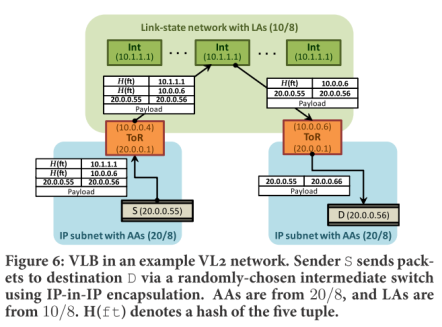 Link-state network with LAs (10/8)
Int
(10.1.1.1)
. . .
Int
(10.1.1.1)
. . .
Int
(10.1.1.1)
H(ft) 10.1.1.1
H(ft) 10.0.0.6
20.0.0.55 20.0.0.56
Payload
H(ft) 10.0.0.6
20.0.0.55 20.0.0.56
Payload
(10.0.0.4)
ToR
(20.0.0.1)
(10.0.0.6)
ToR
(20.0.0.1)
H(ft) 10.1.1.1
H(ft) 10.0.0.6
20.0.0.55 20.0.0.56
Payload
20.0.0.55 20.0.0.66
Payload
S (20.0.0.55)
D (20.0.0.56)
IP subnet with AAs (20/8)
IP subnet with AAs (20/8)
Figure 6: VLB in an example VL2 network. Sender S sends pack-
ets to destination D via a randomly-chosen intermediate switch
using IP-in-IP encapsulation. AAs are from 20/8, and LAs are
from 10/8. H(ft) denotes a hash of the five tuple.